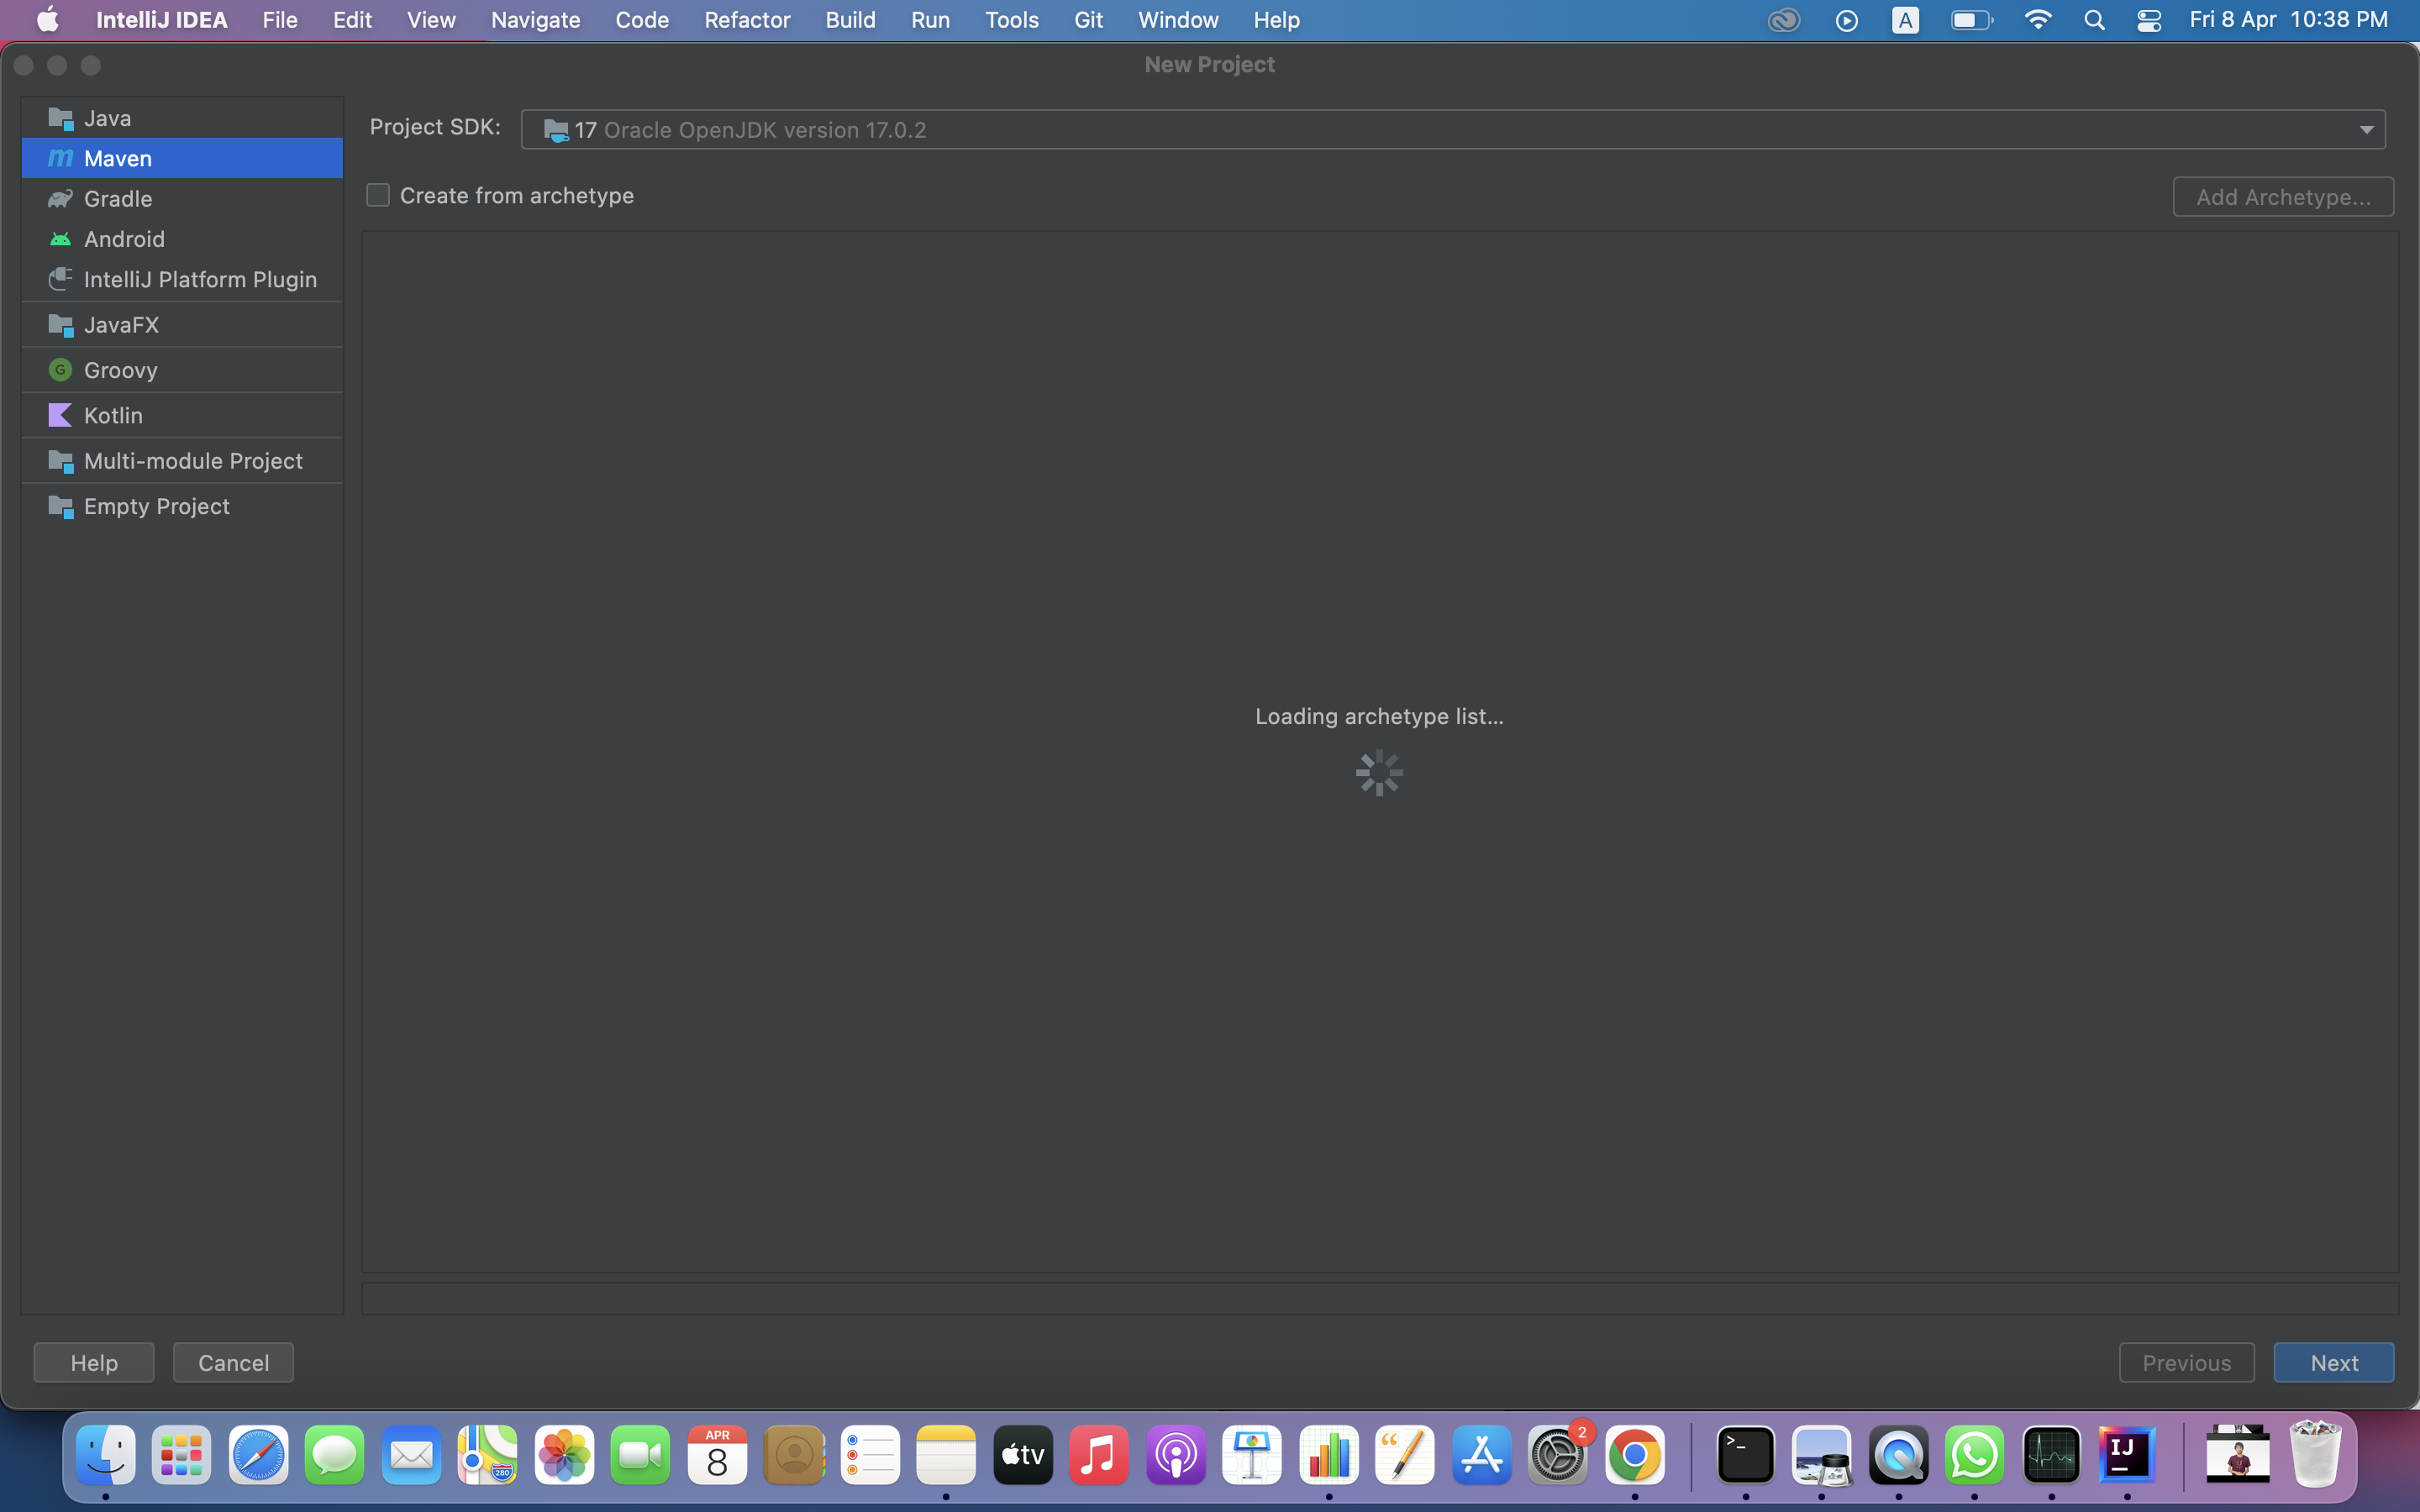 IntelliJ IDEA File Edit View Navigate Code Refactor Build Run Tools Git Window Help A Fri 8 Apr 10:38 PM
New Project
Java
Maven
Gradle
Android
IntelliJ Platform Plugin
JavaFX
G Groovy
Kotlin
Multi-module Project
Empty Project
Project SDK: 17 Oracle OpenJDK version 17.0.2
Create from archetype
Add Archetype...
Loading archetype list...
Help Cancel Previous Next
280
APR
8
tv
2
>_
IJ